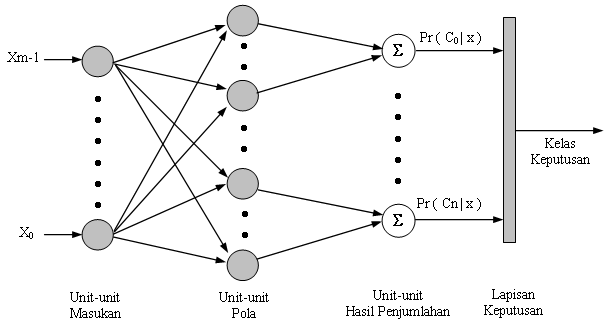 Pr ( C₀ | x )
Xm-1
Σ
Kelas
Keputusan
Pr ( Cn | x )
X₀
Σ
Unit-unit
Masukan
Unit-unit
Pola
Unit-unit
Hasil Penjumlahan
Lapisan
Keputusan